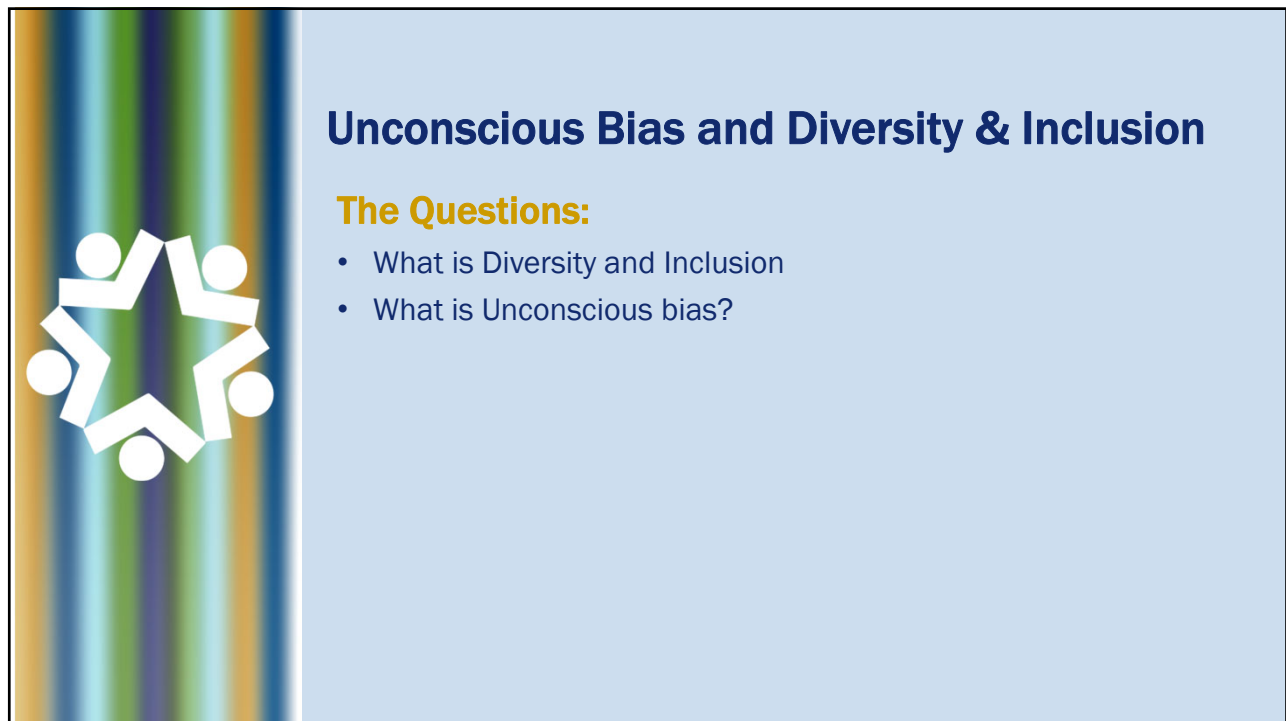 Unconscious Bias and Diversity & Inclusion
The Questions:
• What is Diversity and Inclusion
• What is Unconscious bias?